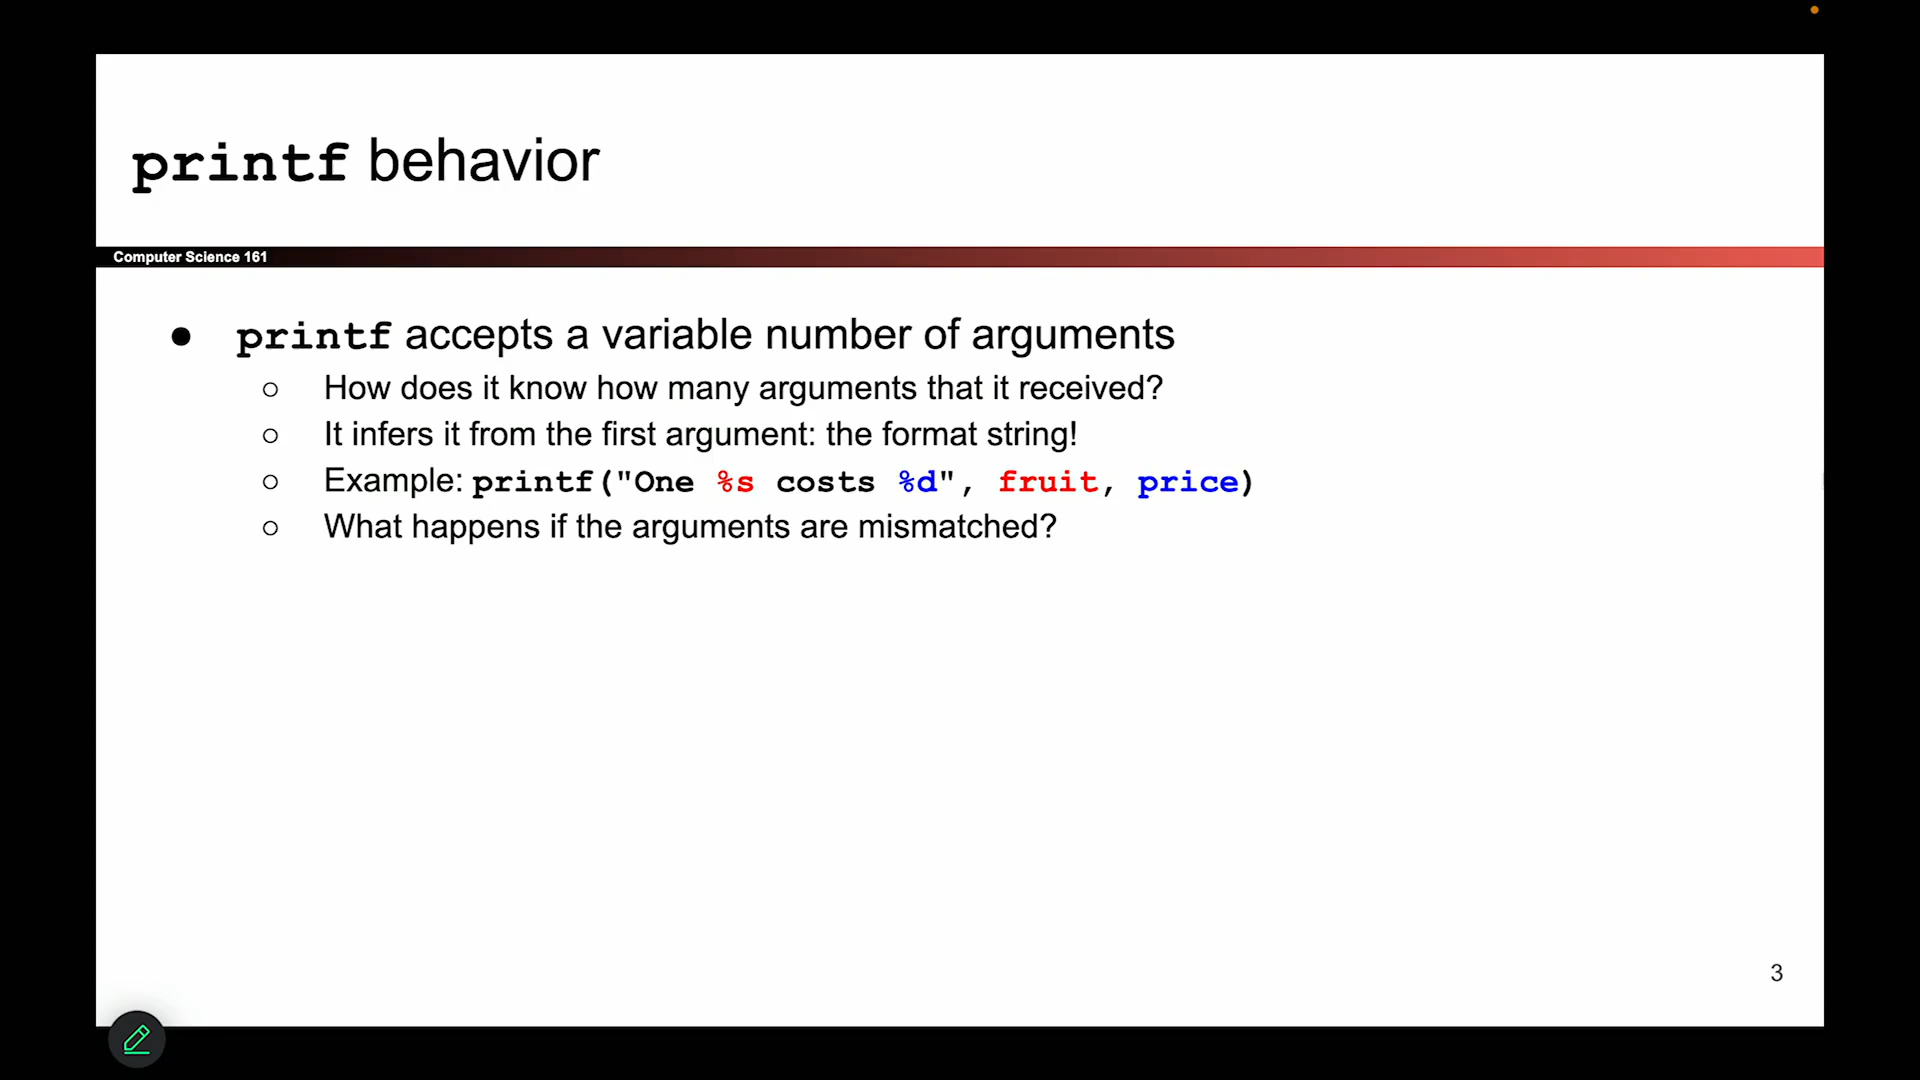 printf behavior
Computer Science 161
● printf accepts a variable number of arguments
○ How does it know how many arguments that it received?
○ It infers it from the first argument: the format string!
○ Example: printf("One %s costs %d", fruit, price)
○ What happens if the arguments are mismatched?
3